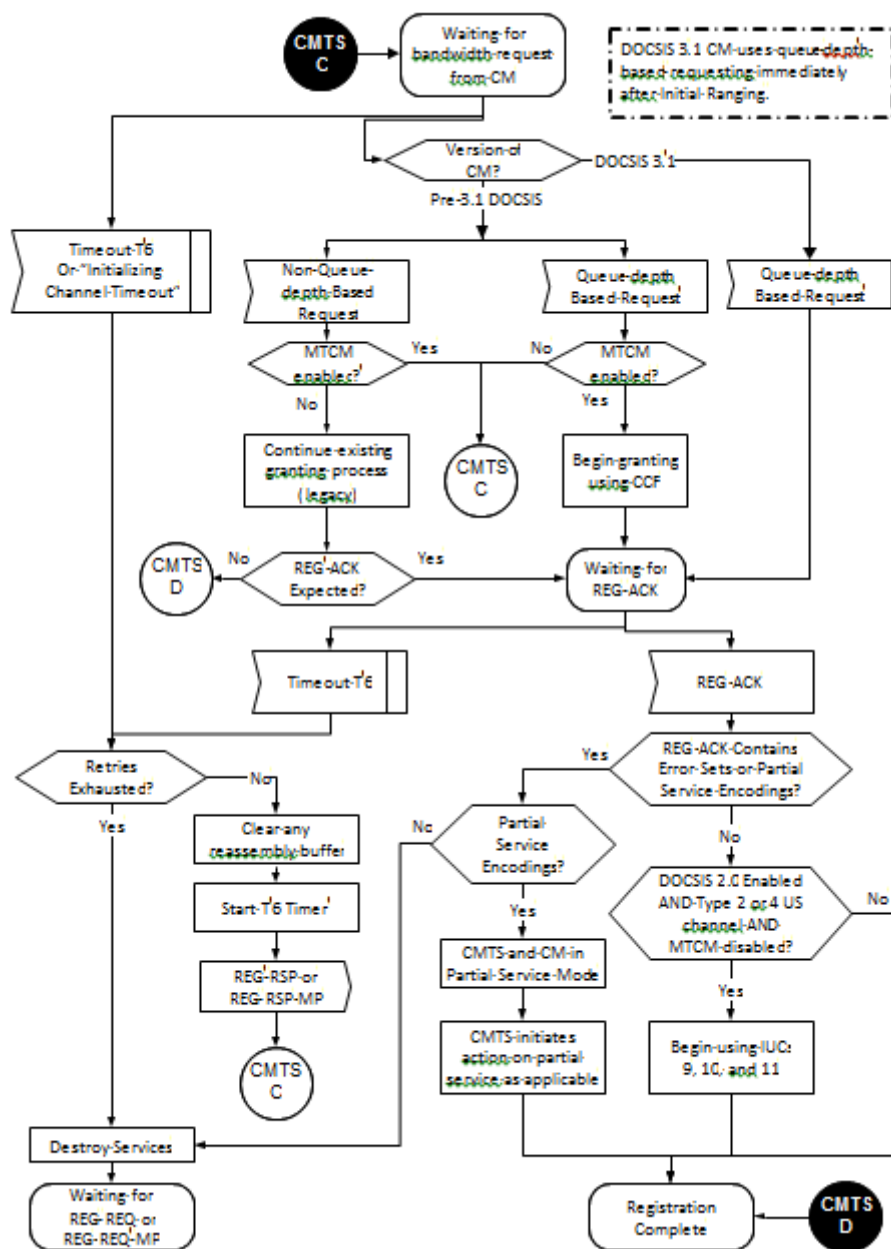 CMTS
C
Waiting for
bandwidth request
from CM
DOCSIS 3.1 CM uses queue-depth
based requesting immediately
after Initial Ranging.
Version of
CM?
DOCSIS 3.1
Pre-3.1 DOCSIS
Timeout T6
Or "Initializing
Channel Timeout"
Non-Queue-
depth Based
Request
Queue-depth
Based Request
Queue-depth
Based Request
MTCM
enabled?
Yes
No
MTCM
enabled?
No
Yes
Continue existing
granting process
(legacy)
CMTS
C
Begin granting
using CCF
CMTS
D
No
REG-ACK
Expected?
Yes
Waiting for
REG-ACK
Timeout T6
REG-ACK
Retries
Exhausted?
No
Yes
Yes
REG-ACK Contains
Error Sets or Partial
Service Encodings?
No
Clear any
reassembly buffer
No
Partial
Service
Encodings?
Yes
DOCSIS 2.0 Enabled
AND Type 2 or 4 US
channel AND
MTCM disabled?
No
Yes
Start T6 Timer
REG-RSP or
REG-RSP-MP
CMTS
C
CMTS and CM in
Partial Service Mode
CMTS initiates
action on partial
service as applicable
Begin using IUCs
9, 10, and 11
Destroy Services
Waiting for
REG-REQ or
REG-REQ-MP
Registration
Complete
CMTS
D